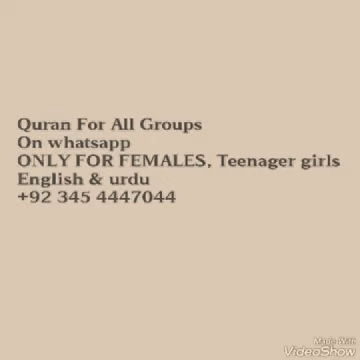 Quran For All Groups
On whatsapp
ONLY FOR FEMALES, Teenager girls
English & urdu
+92 345 4447044
Made With
VideoShow